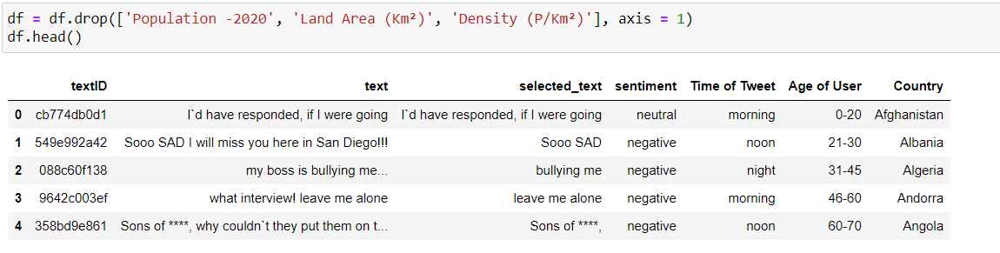 df = df.drop(['Population -2020', 'Land Area (Km²)', 'Density (P/Km²)'], axis = 1)
df.head()
textID text selected_text sentiment Time of Tweet Age of User Country
0 cb774db0d1 I`d have responded, if I were going I`d have responded, if I were going neutral morning 0-20 Afghanistan
1 549e992a42 Sooo SAD I will miss you here in San Diego!!! Sooo SAD negative noon 21-30 Albania
2 088c60f138 my boss is bullying me... bullying me negative night 31-45 Algeria
3 9642c003ef what interview! leave me alone leave me alone negative morning 46-60 Andorra
4 358bd9e861 Sons of ****, why couldn`t they put them on t... Sons of ****, negative noon 60-70 Angola